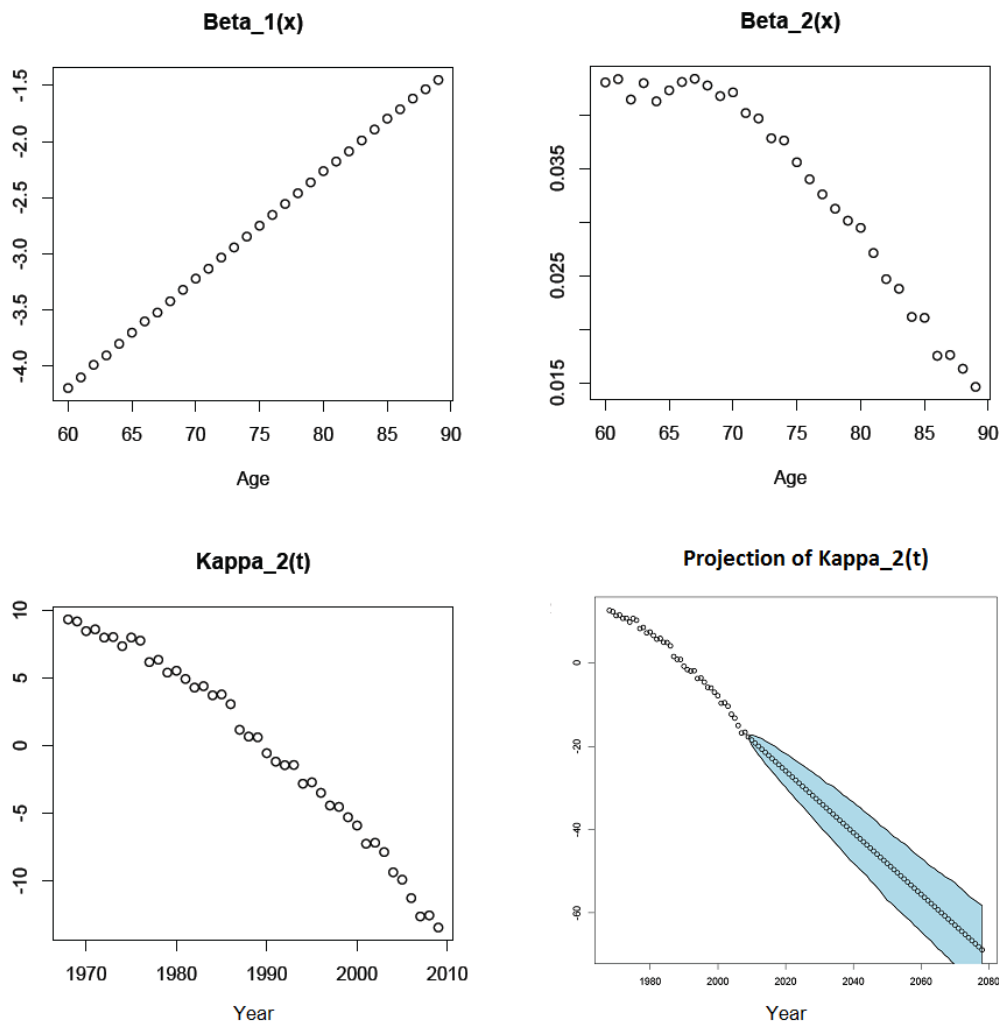 Beta_1(x)
-1.5
-2.0
-2.5
-3.0
-3.5
-4.0
60 65 70 75 80 85 90
Age
Beta_2(x)
0.035
0.025
0.015
60 65 70 75 80 85 90
Age
Kappa_2(t)
10
5
0
-5
-10
1970 1980 1990 2000 2010
Year
Projection of Kappa_2(t)
0
-20
-40
-60
1980 2000 2020 2040 2060 2080
Year